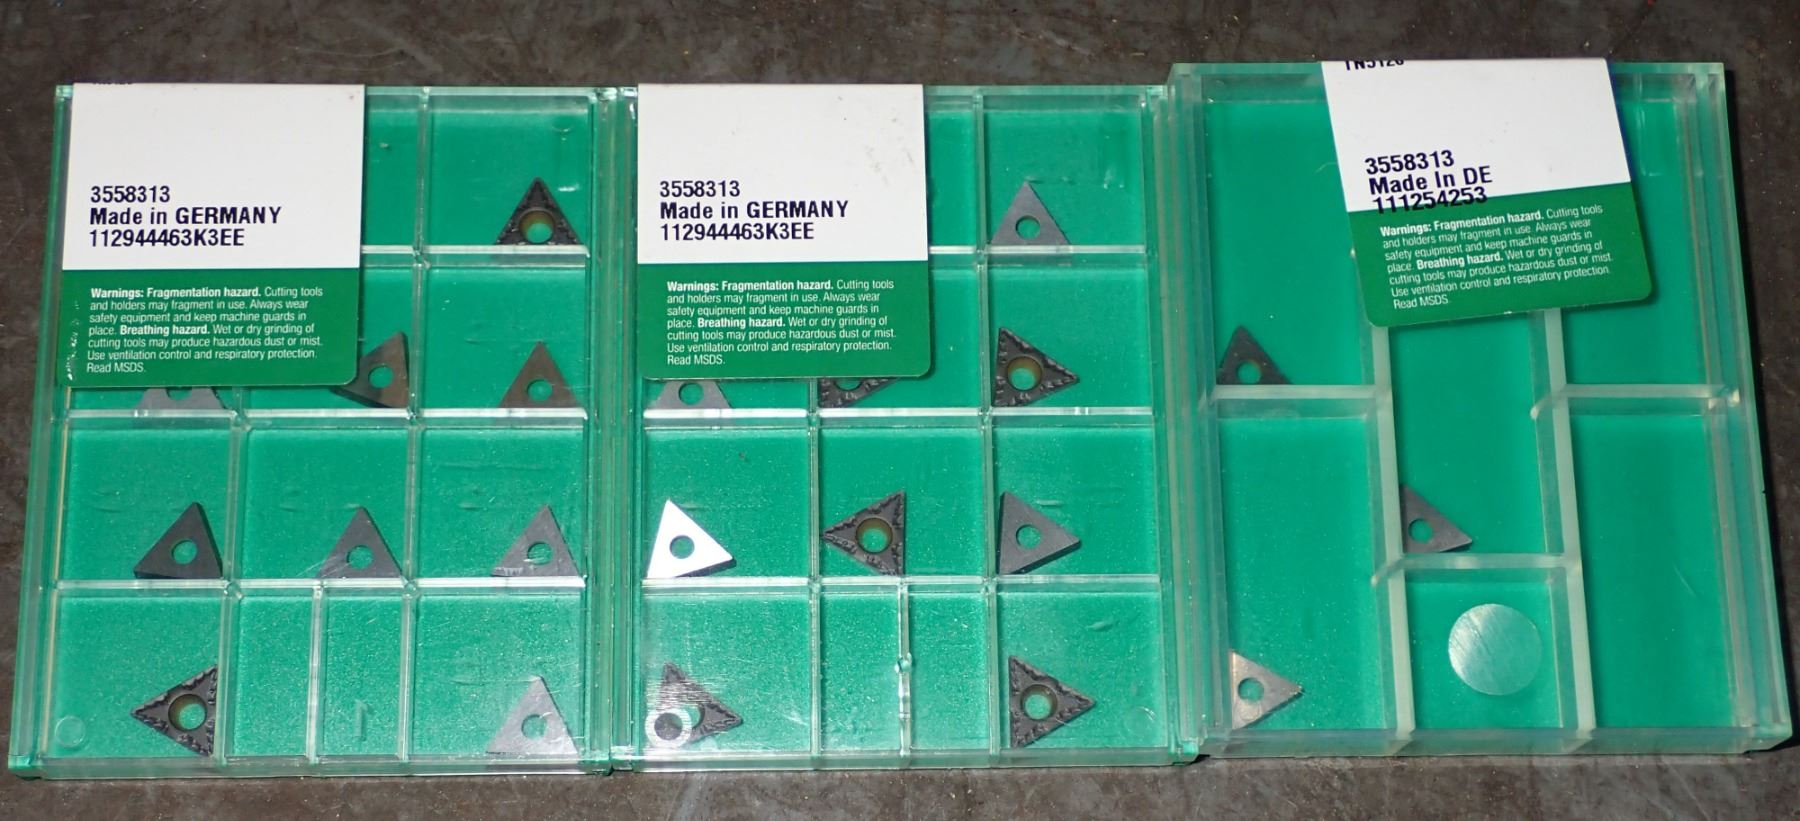 3558313
Made in GERMANY
112944463K3EE
Warnings: Fragmentation hazard. Cutting tools
and holders may fragment in use. Always wear
safety equipment and keep machine guards in
place. Breathing hazard. Wet or dry grinding of
cutting tools may produce hazardous dust or mist.
Use ventilation control and respiratory protection.
Read MSDS.
3558313
Made in GERMANY
112944463K3EE
Warnings: Fragmentation hazard. Cutting tools
and holders may fragment in use. Always wear
safety equipment and keep machine guards in
place. Breathing hazard. Wet or dry grinding of
cutting tools may produce hazardous dust or mist.
Use ventilation control and respiratory protection.
Read MSDS.
3558313
Made In DE
111254253
Warnings: Fragmentation hazard. Cutting tools
and holders may fragment in use. Always wear
safety equipment and keep machine guards in
place. Breathing hazard. Wet or dry grinding of
cutting tools may produce hazardous dust or mist.
Use ventilation control and respiratory protection.
Read MSDS.